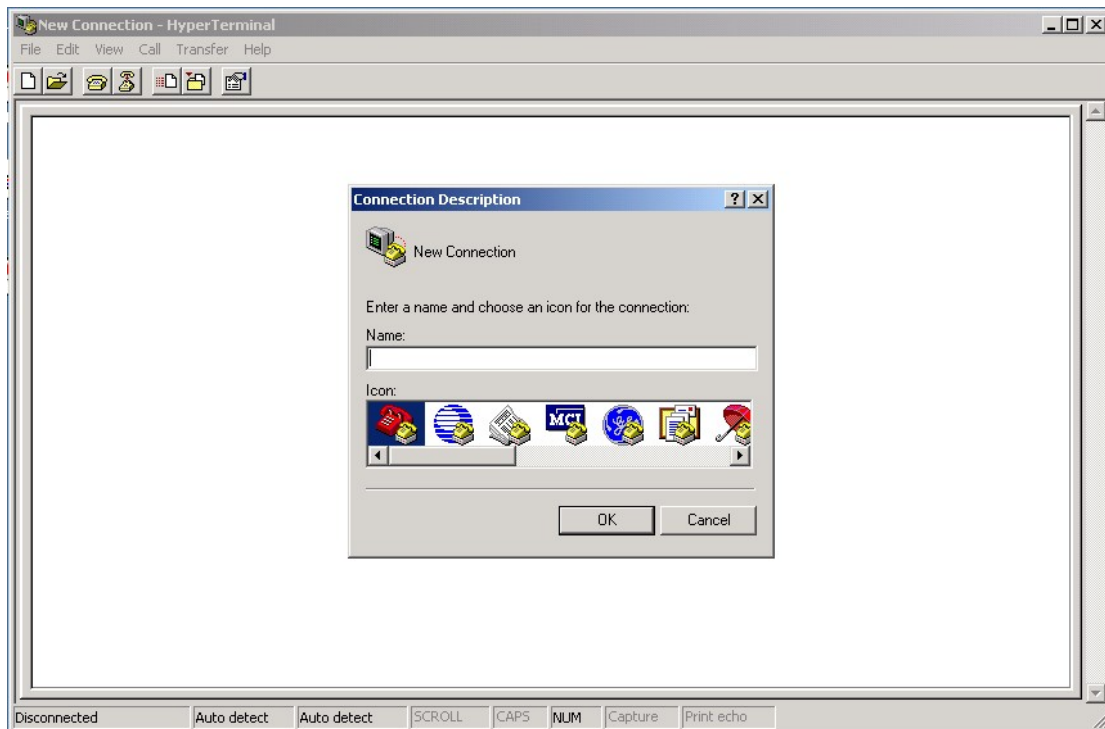 New Connection - HyperTerminal
File Edit View Call Transfer Help
Connection Description
New Connection
Enter a name and choose an icon for the connection:
Name:
Icon:
MCI
OK Cancel
Disconnected Auto detect Auto detect SCROLL CAPS NUM Capture Print echo